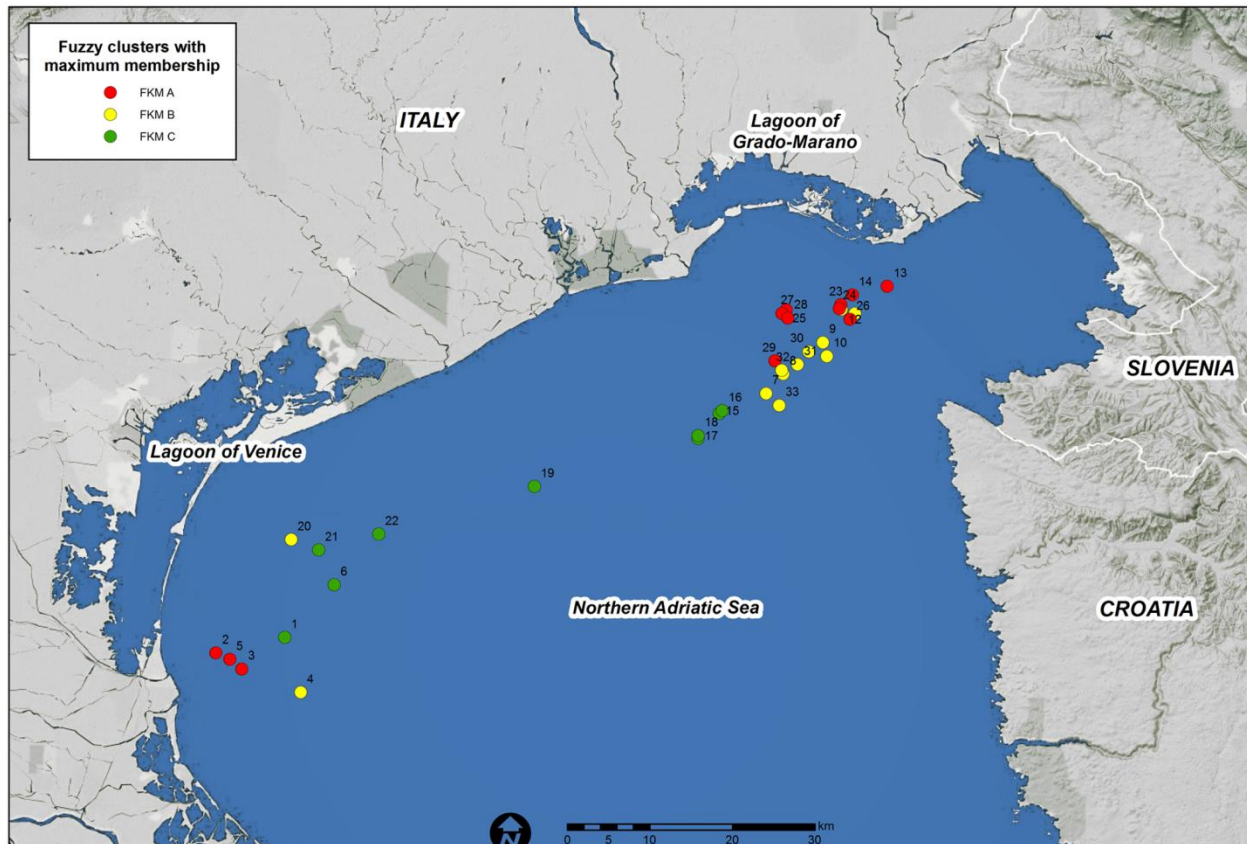 Fuzzy clusters with
maximum membership
FKM A
FKM B
FKM C
ITALY
Lagoon of
Grado-Marano
13
14
23
24
26
12
27
28
25
9
10
30
31
29
32
8
7
33
16
15
18
17
SLOVENIA
Lagoon of Venice
19
20
21
22
6
Northern Adriatic Sea
CROATIA
1
2
5
3
4
N
km
0
5
10
20
30